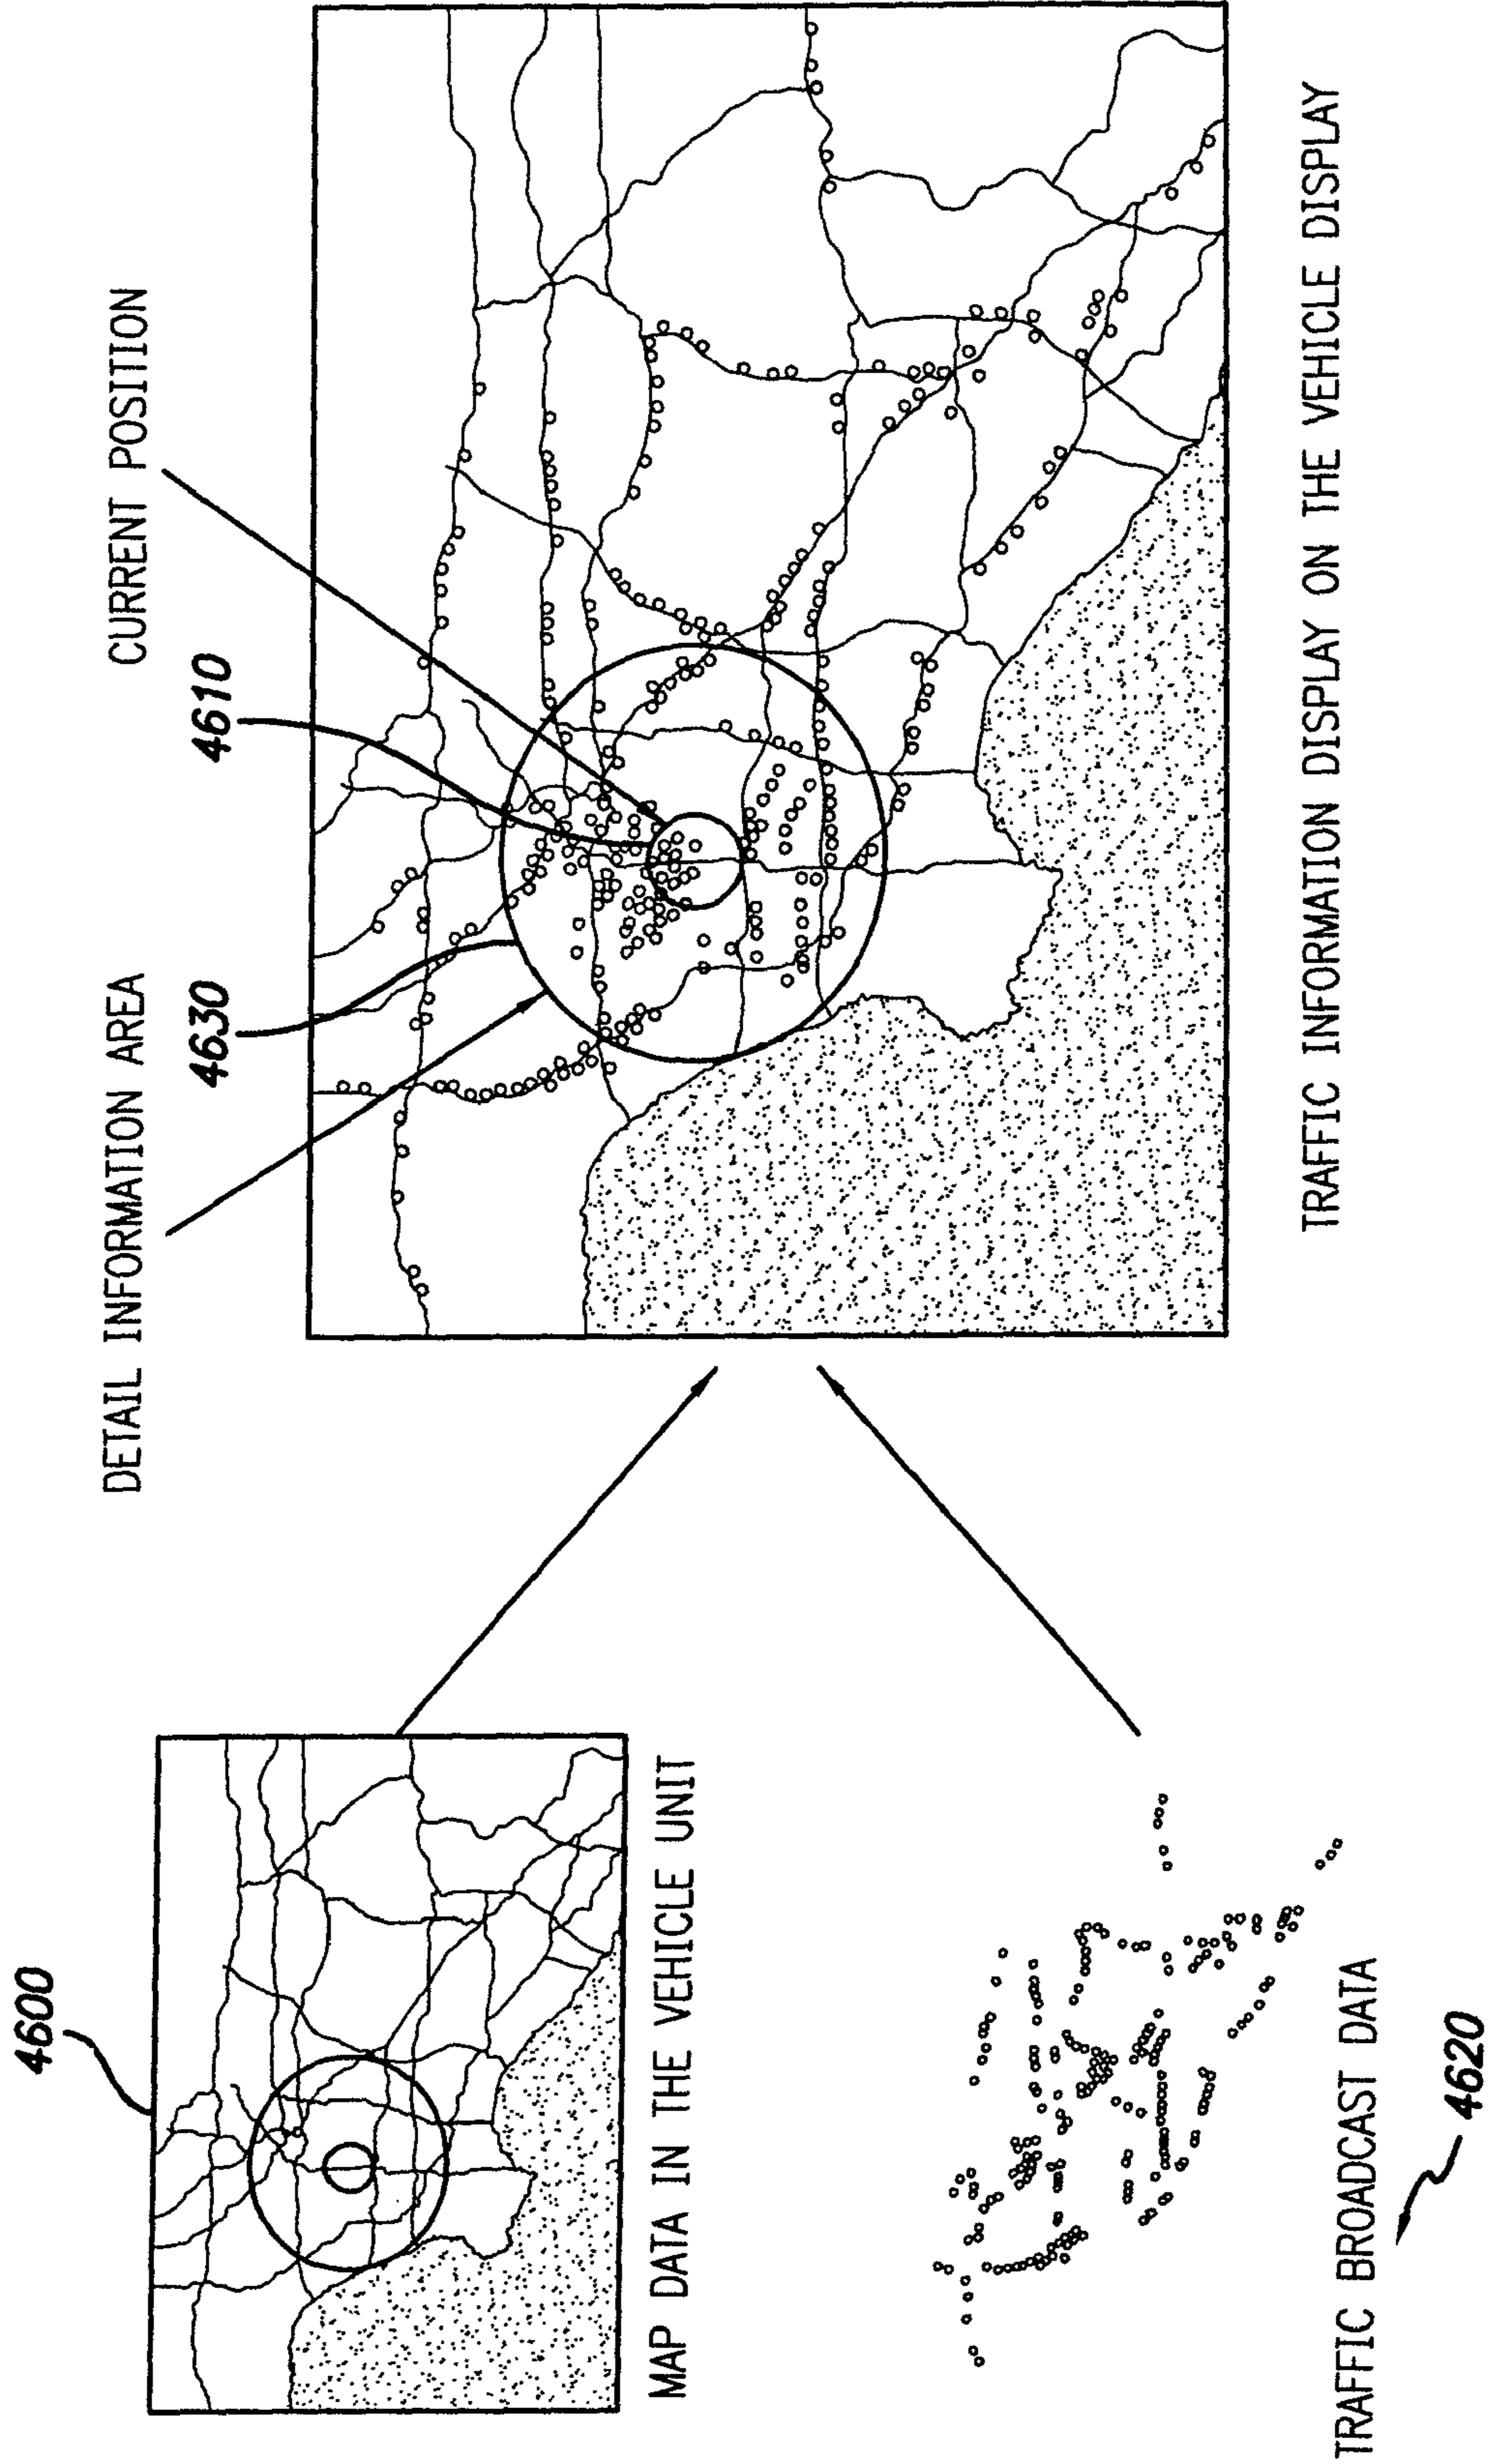 4600
MAP DATA IN THE VEHICLE UNIT
TRAFFIC BROADCAST DATA
4620
DETAIL INFORMATION AREA
4630
4610
CURRENT POSITION
TRAFFIC INFORMATION DISPLAY ON THE VEHICLE DISPLAY